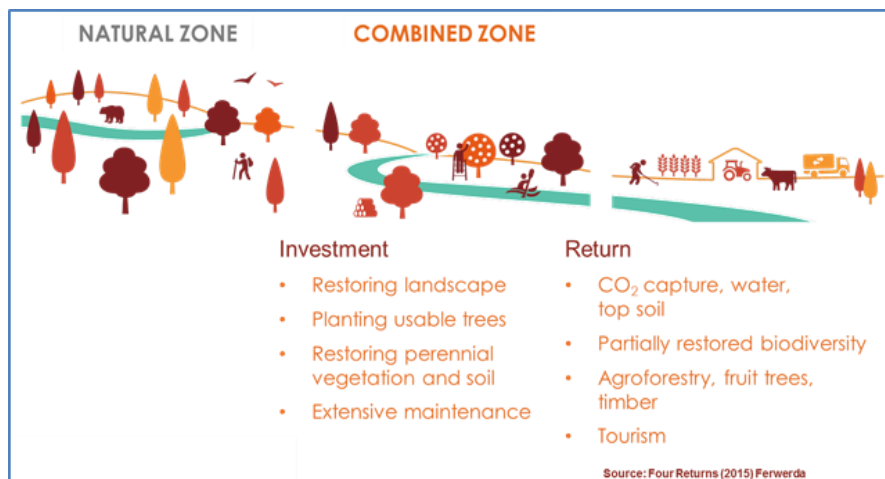 NATURAL ZONE
COMBINED ZONE
Investment
• Restoring landscape
• Planting usable trees
• Restoring perennial
vegetation and soil
• Extensive maintenance
Return
• CO₂ capture, water,
top soil
• Partially restored biodiversity
• Agroforestry, fruit trees,
timber
• Tourism
Source: Four Returns (2015) Ferwerda